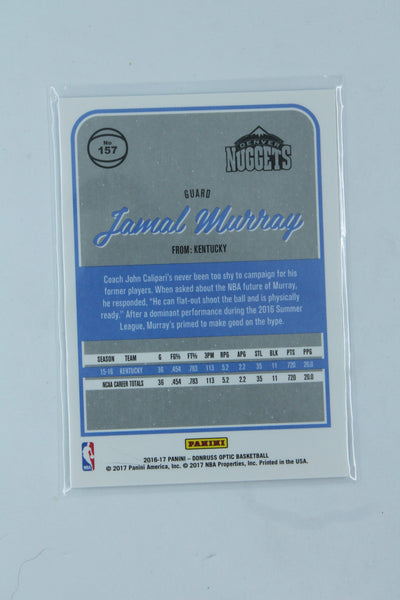 No
157
DENVER
NUGGETS
GUARD
Jamal Murray
FROM: KENTUCKY
Coach John Calipari's never been too shy to campaign for his
former players. When asked about the NBA future of Murray,
he responded, "He can flat-out shoot the ball and is physically
ready." After a dominant performance during the 2016 Summer
League, Murray's primed to make good on the hype.
SEASON TEAM G FG% FT% 3PM RPG APG STL BLK PTS PPG
15-16 KENTUCKY 36 .454 .783 113 5.2 2.2 35 11 720 20.0
NCAA CAREER TOTALS 36 .454 .783 113 5.2 2.2 35 11 720 20.0
NBA
PANINI
2016-17 PANINI – DONRUSS OPTIC BASKETBALL
© 2017 Panini America, Inc. © 2017 NBA Properties, Inc. Printed in the USA.